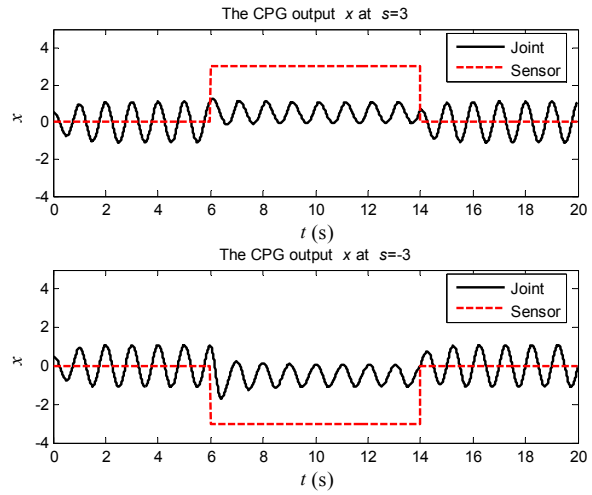 The CPG output x at s=3
4
2
0
-2
-4
x
Joint
Sensor
0 2 4 6 8 10 12 14 16 18 20
t (s)
The CPG output x at s=-3
4
2
0
-2
-4
x
Joint
Sensor
0 2 4 6 8 10 12 14 16 18 20
t (s)